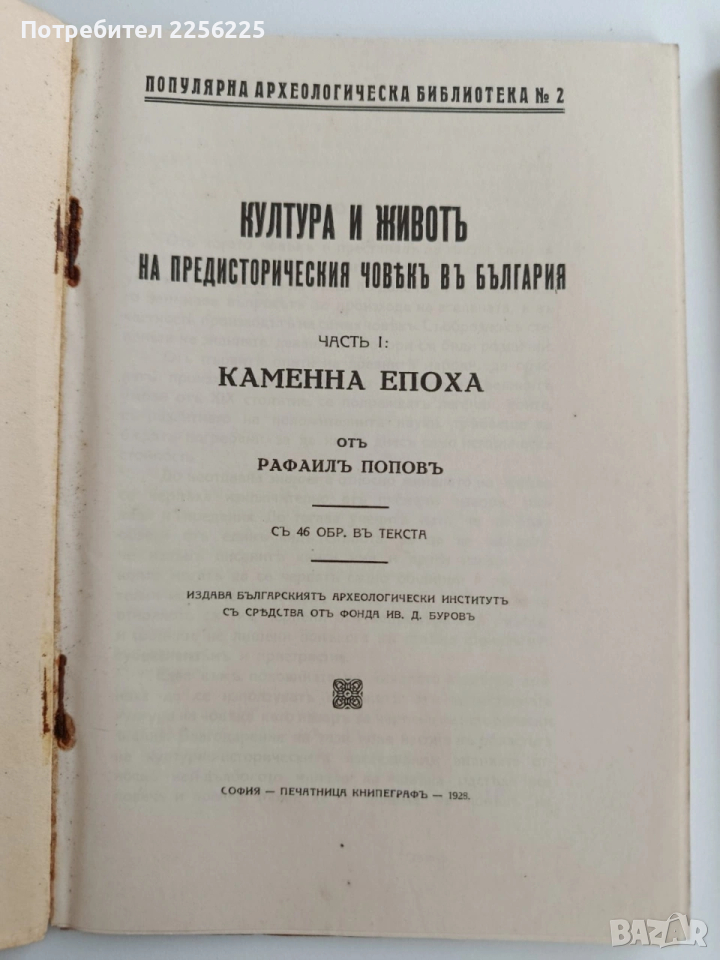 Потребител 2256225
ПОПУЛЯРНА АРХЕОЛОГИЧЕСКА БИБЛИОТЕКА № 2
КУЛТУРА И ЖИВОТЪ
НА ПРЕДИСТОРИЧЕСКИЯ ЧОВѢКЪ ВЪ БЪЛГАРИЯ
ЧАСТЬ I:
КАМЕННА ЕПОХА
ОТЪ
РАФАИЛЪ ПОПОВЪ
СЪ 46 ОБР. ВЪ ТЕКСТА
ИЗДАВА БЪЛГАРСКИЯТЪ АРХЕОЛОГИЧЕСКИ ИНСТИТУТЪ
СЪ СРѢДСТВА ОТЪ ФОНДА ИВ. Д. БУРОВЪ
СОФИЯ — ПЕЧАТНИЦА КНИПЕГРАФЪ — 1928.
BAZAR